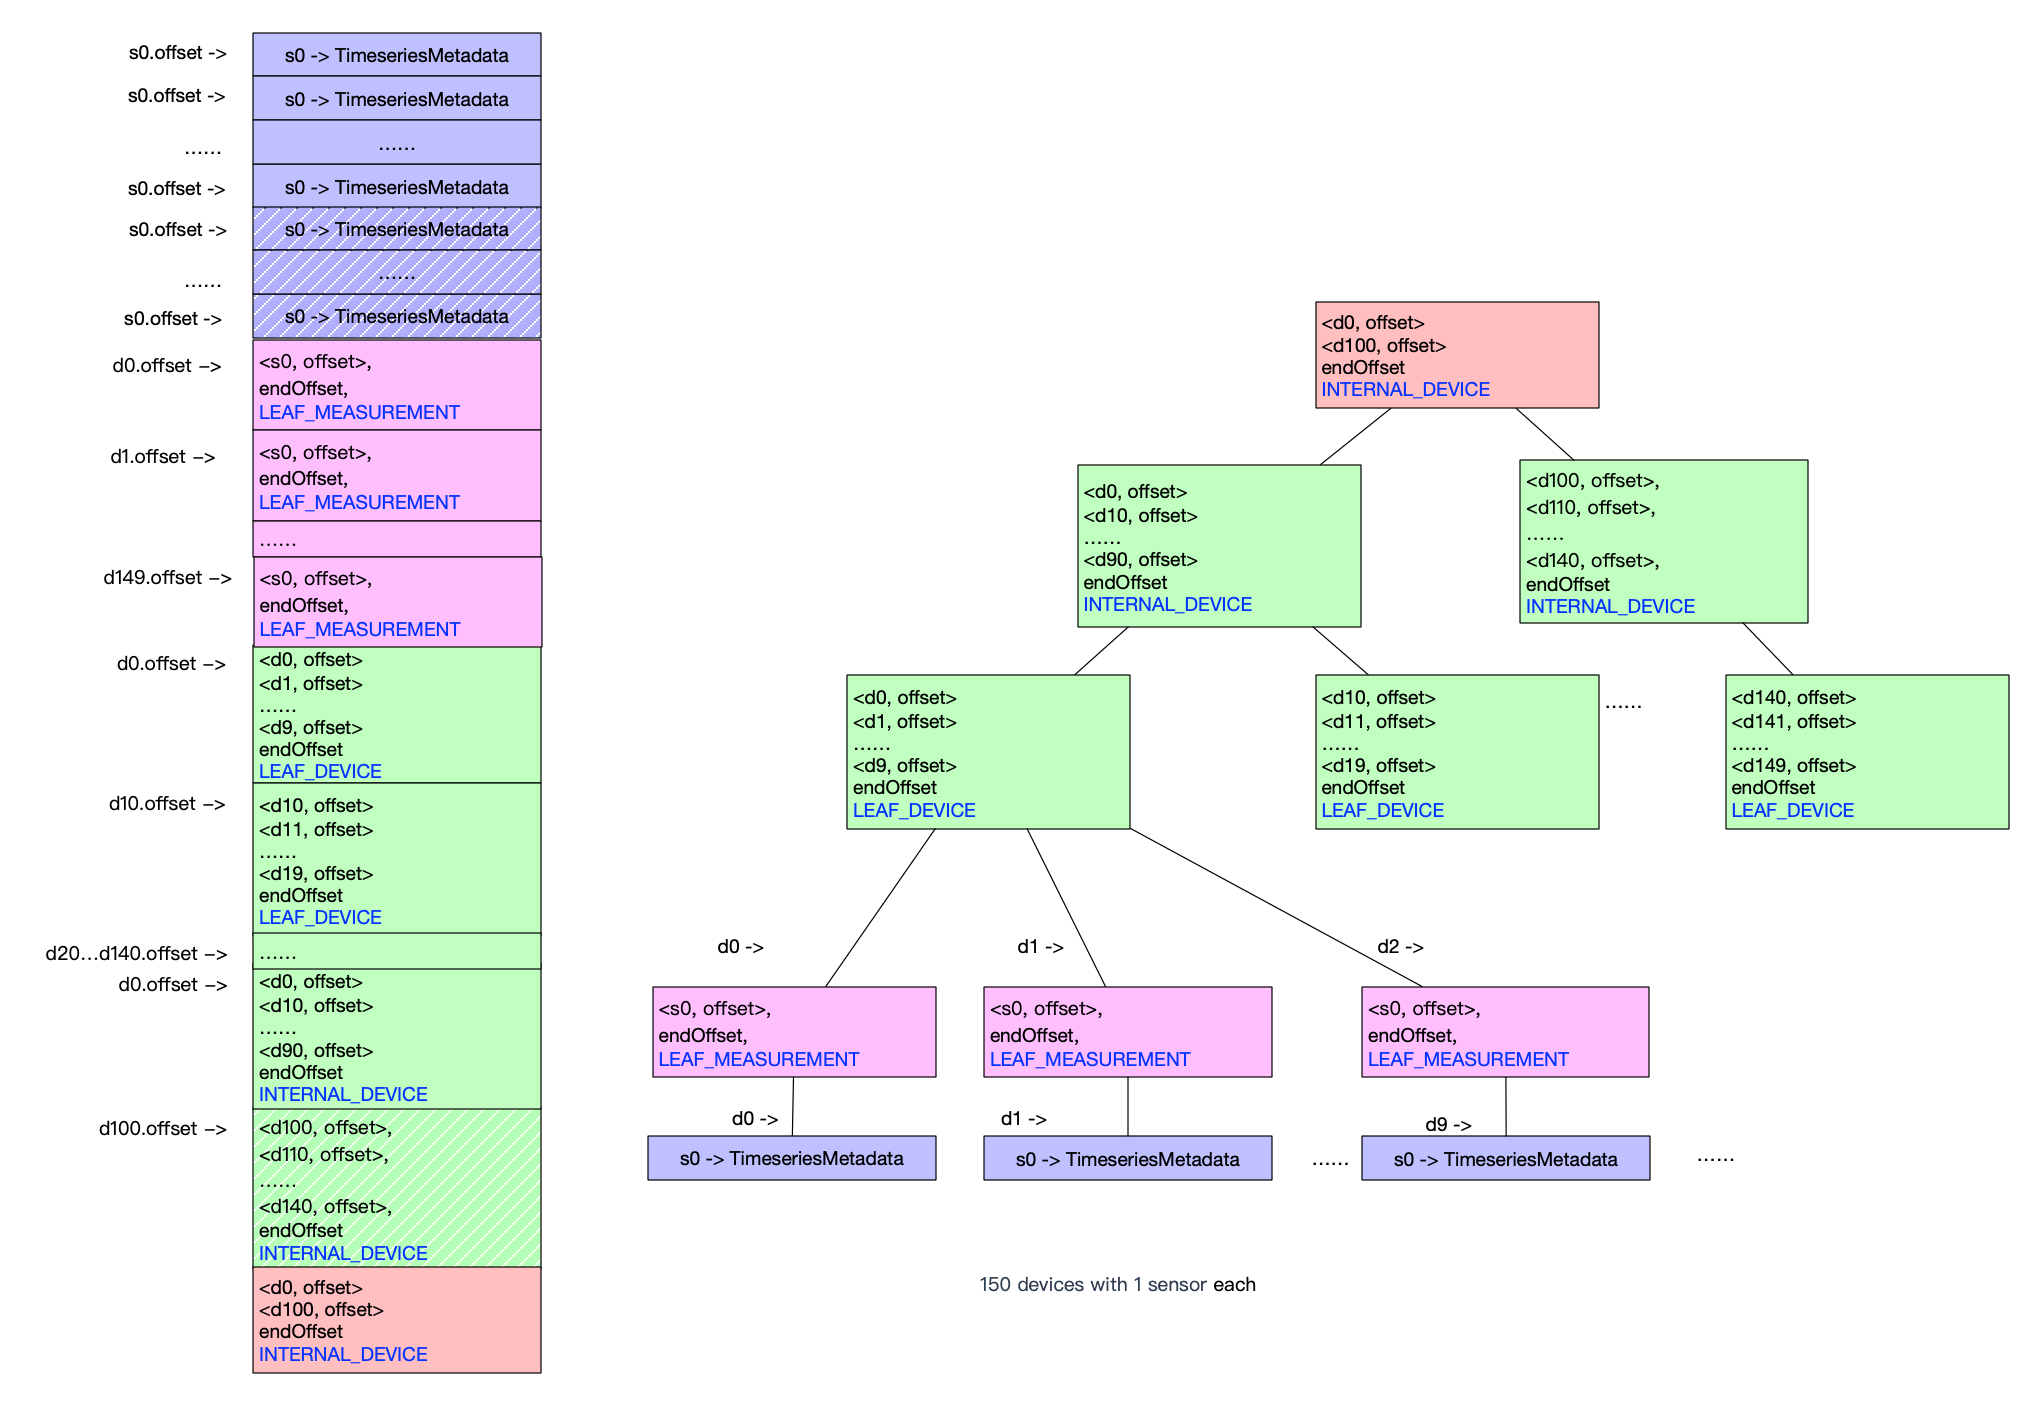 s0.offset ->
s0 -> TimeseriesMetadata
s0.offset ->
s0 -> TimeseriesMetadata
......
......
s0.offset ->
s0 -> TimeseriesMetadata
s0.offset ->
s0 -> TimeseriesMetadata
......
......
s0.offset ->
s0 -> TimeseriesMetadata
d0.offset –>
<s0, offset>,
endOffset,
LEAF_MEASUREMENT
d1.offset –>
<s0, offset>,
endOffset,
LEAF_MEASUREMENT
......
d149.offset –>
<s0, offset>,
endOffset,
LEAF_MEASUREMENT
d0.offset –>
<d0, offset>
<d1, offset>
......
<d9, offset>
endOffset
LEAF_DEVICE
d10.offset –>
<d10, offset>
<d11, offset>
......
<d19, offset>
endOffset
LEAF_DEVICE
d20...d140.offset –>
......
d0.offset –>
<d0, offset>
<d10, offset>
......
<d90, offset>
endOffset
INTERNAL_DEVICE
d100.offset –>
<d100, offset>,
<d110, offset>,
......
<d140, offset>,
endOffset
INTERNAL_DEVICE
<d0, offset>
<d100, offset>
endOffset
INTERNAL_DEVICE
<d0, offset>
<d100, offset>
endOffset
INTERNAL_DEVICE
<d0, offset>
<d10, offset>
......
<d90, offset>
endOffset
INTERNAL_DEVICE
<d100, offset>,
<d110, offset>,
......
<d140, offset>,
endOffset
INTERNAL_DEVICE
<d0, offset>
<d1, offset>
......
<d9, offset>
endOffset
LEAF_DEVICE
<d10, offset>
<d11, offset>
......
<d19, offset>
endOffset
LEAF_DEVICE
......
<d140, offset>
<d141, offset>
......
<d149, offset>
endOffset
LEAF_DEVICE
d0 ->
d1 ->
d2 ->
<s0, offset>,
endOffset,
LEAF_MEASUREMENT
<s0, offset>,
endOffset,
LEAF_MEASUREMENT
<s0, offset>,
endOffset,
LEAF_MEASUREMENT
d0 ->
d1 ->
d9 ->
s0 -> TimeseriesMetadata
s0 -> TimeseriesMetadata
......
s0 -> TimeseriesMetadata
......
150 devices with 1 sensor each